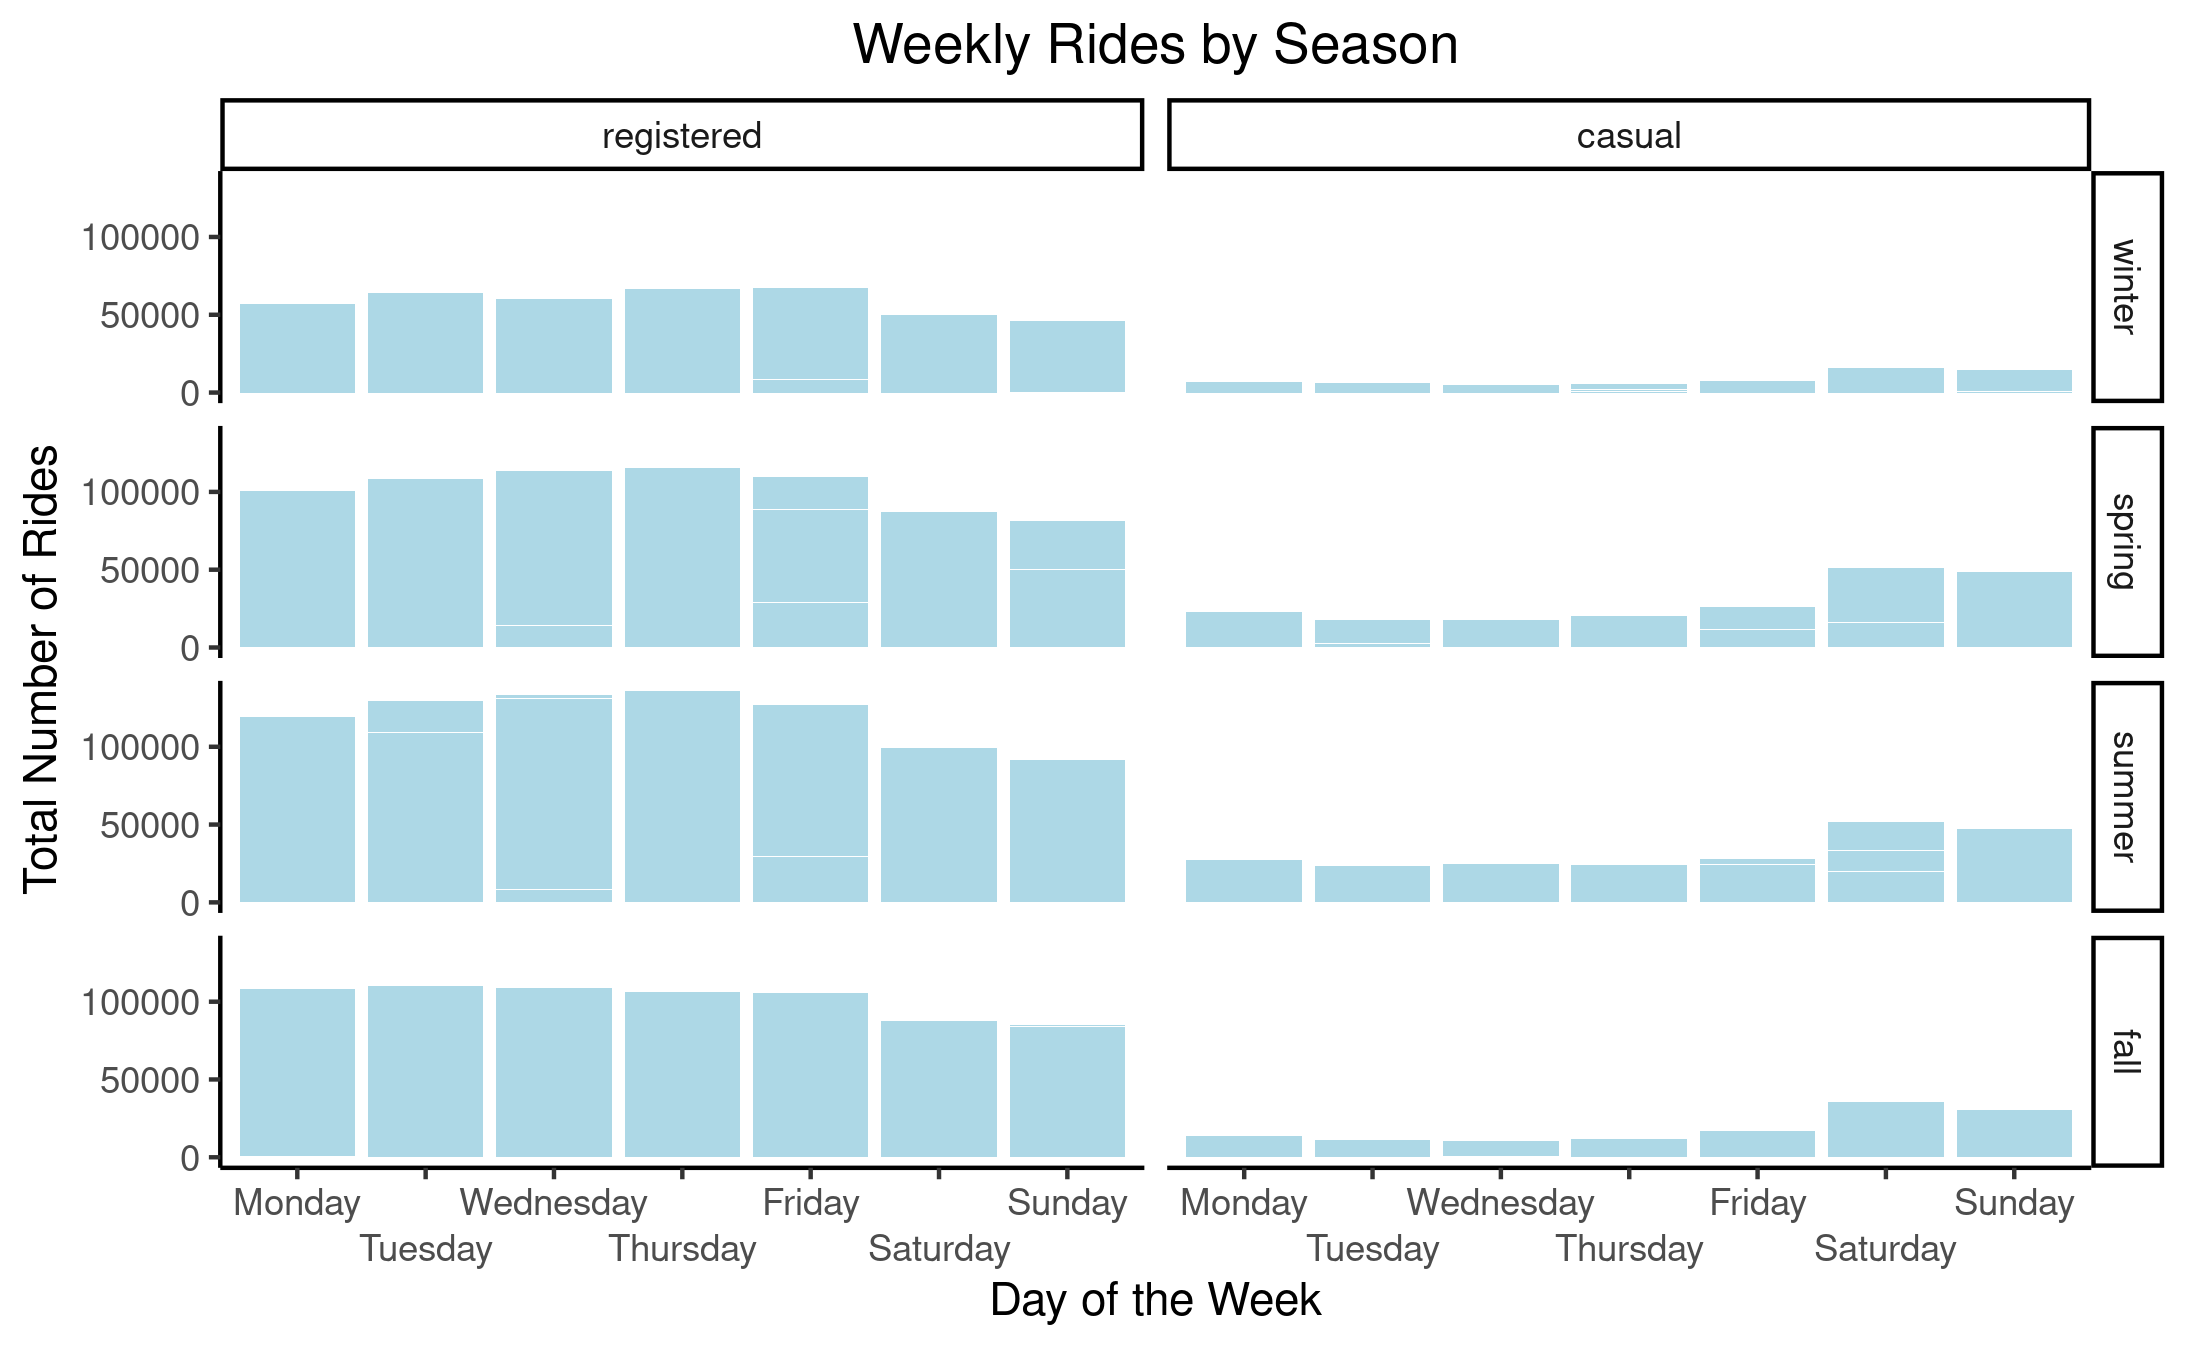 Weekly Rides by Season
registered
casual
Total Number of Rides
100000
50000
0
winter
100000
50000
0
spring
100000
50000
0
summer
100000
50000
0
fall
Monday Wednesday Friday Sunday Monday Wednesday Friday Sunday
Tuesday Thursday Saturday Tuesday Thursday Saturday
Day of the Week